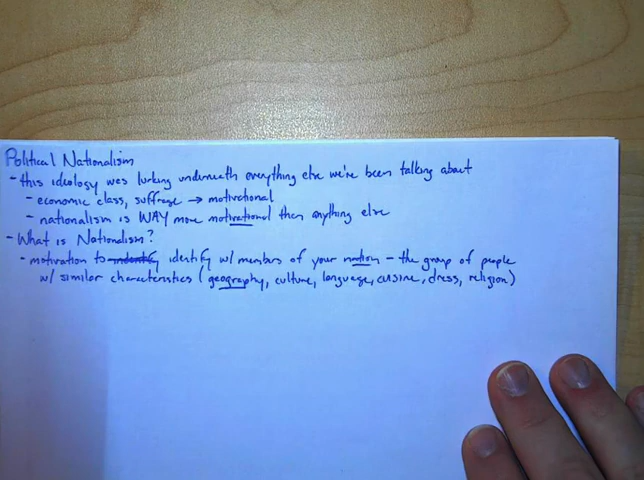 Political Nationalism
- this ideology was lurking underneath everything else we've been talking about
- economic class, suffrage → motivational
- nationalism is WAY more motivational than anything else
- What is Nationalism?
- motivation to indentify identify w/ members of your nation - the group of people
w/ similar characteristics (geography, culture, language, cuisine, dress, religion)